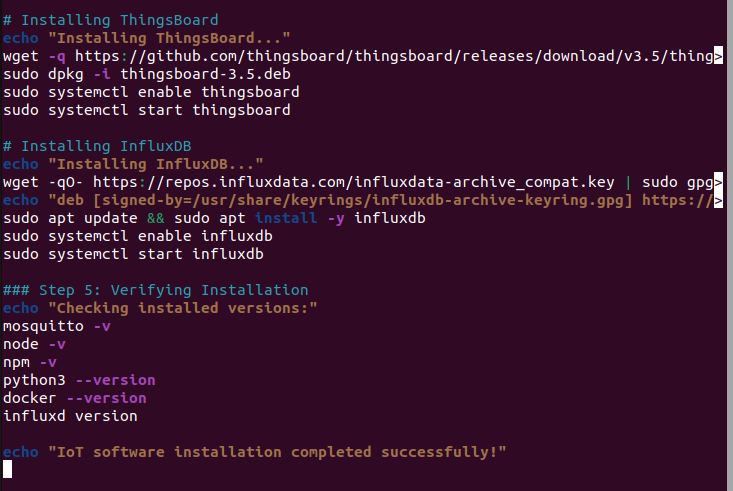 # Installing ThingsBoard
echo "Installing ThingsBoard..."
wget -q https://github.com/thingsboard/thingsboard/releases/download/v3.5/thing>
sudo dpkg -i thingsboard-3.5.deb
sudo systemctl enable thingsboard
sudo systemctl start thingsboard
# Installing InfluxDB
echo "Installing InfluxDB..."
wget -qO- https://repos.influxdata.com/influxdata-archive_compat.key | sudo gpg>
echo "deb [signed-by=/usr/share/keyrings/influxdb-archive-keyring.gpg] https://>
sudo apt update && sudo apt install -y influxdb
sudo systemctl enable influxdb
sudo systemctl start influxdb
### Step 5: Verifying Installation
echo "Checking installed versions:"
mosquitto -v
node -v
npm -v
python3 --version
docker --version
influxd version
echo "IoT software installation completed successfully!"